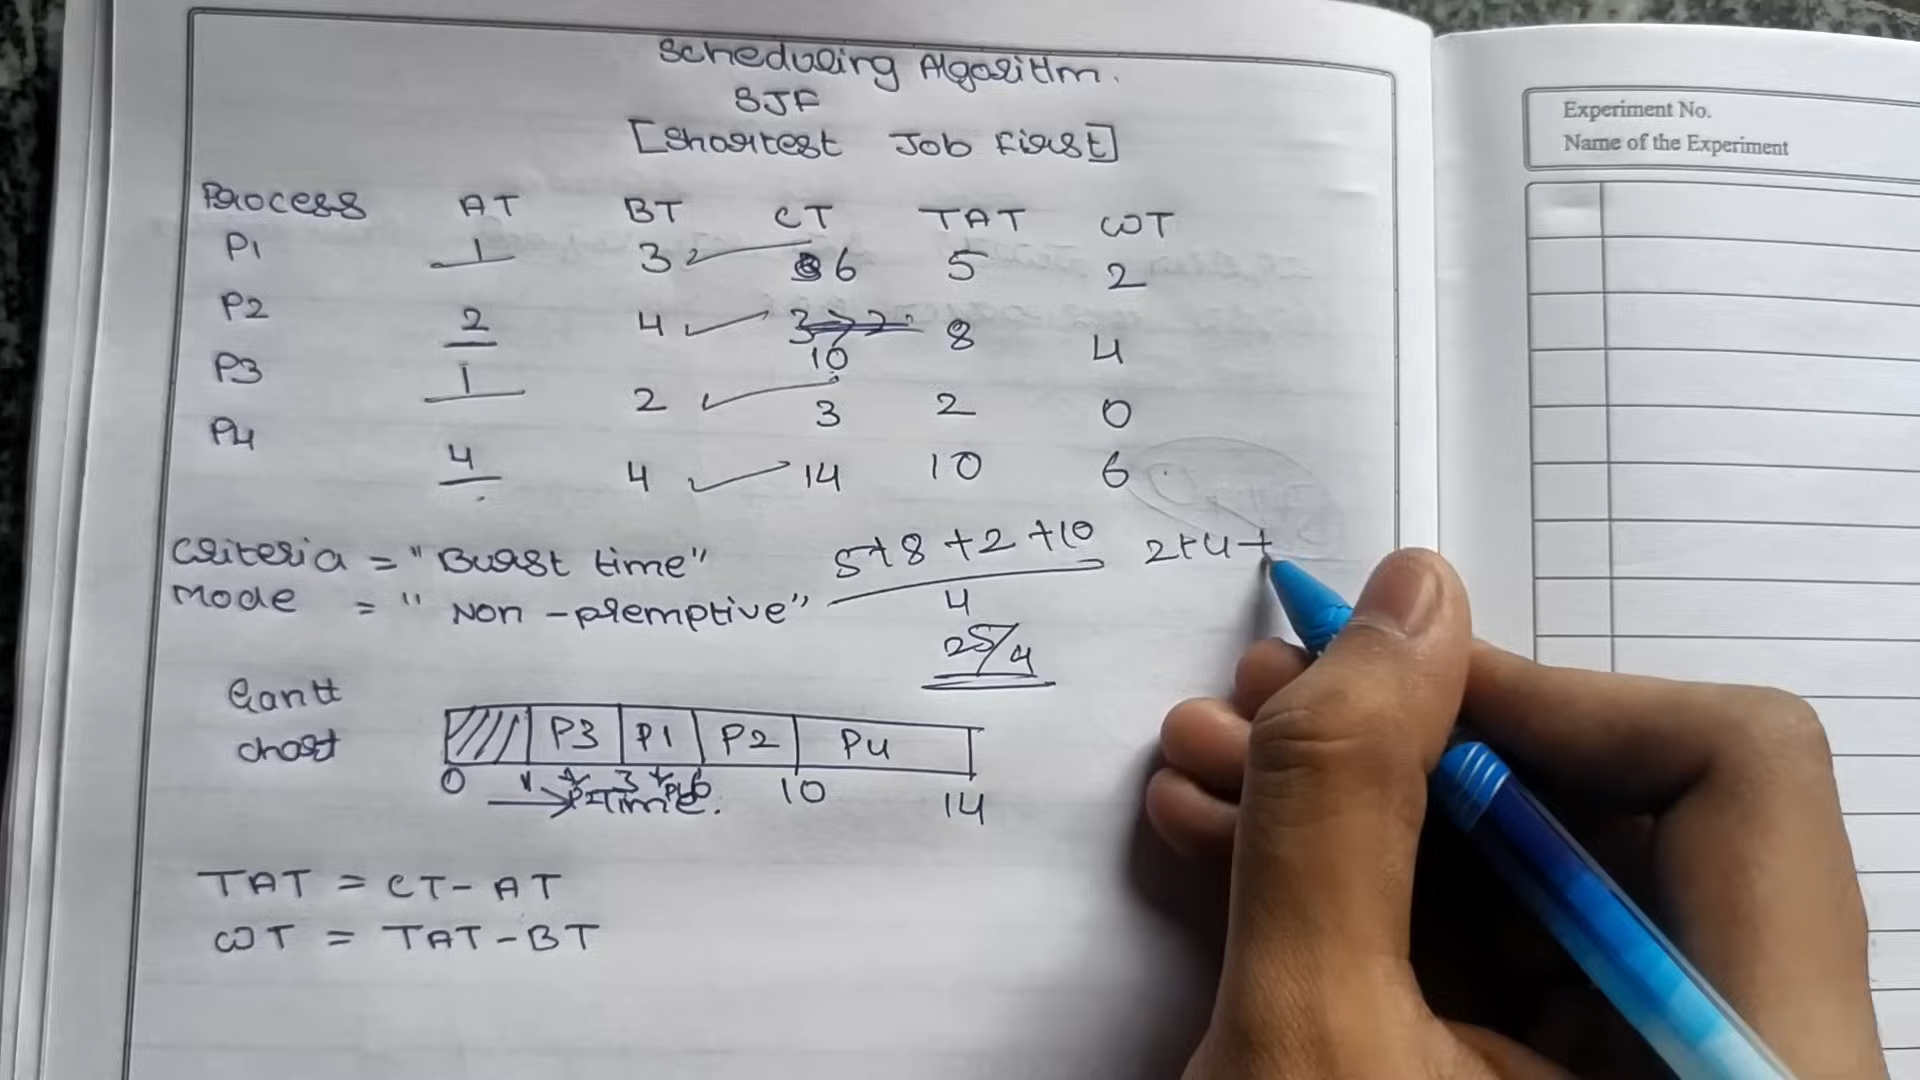 Scheduling Algorithm.
SJF
[Shortest Job First]
Process AT BT CT TAT WT
P1 1 3 6 5 2
P2 2 4 10 8 4
P3 1 2 3 2 0
P4 4 4 14 10 6
Criteria = "Burst time"
Mode = "Non-premptive"
5+8+2+10 2+4+
4
25/4
Gantt
chart
P3 P1 P2 P4
0 1 3 6 10 14
Time.
TAT = CT-AT
WT = TAT-BT
Experiment No.
Name of the Experiment